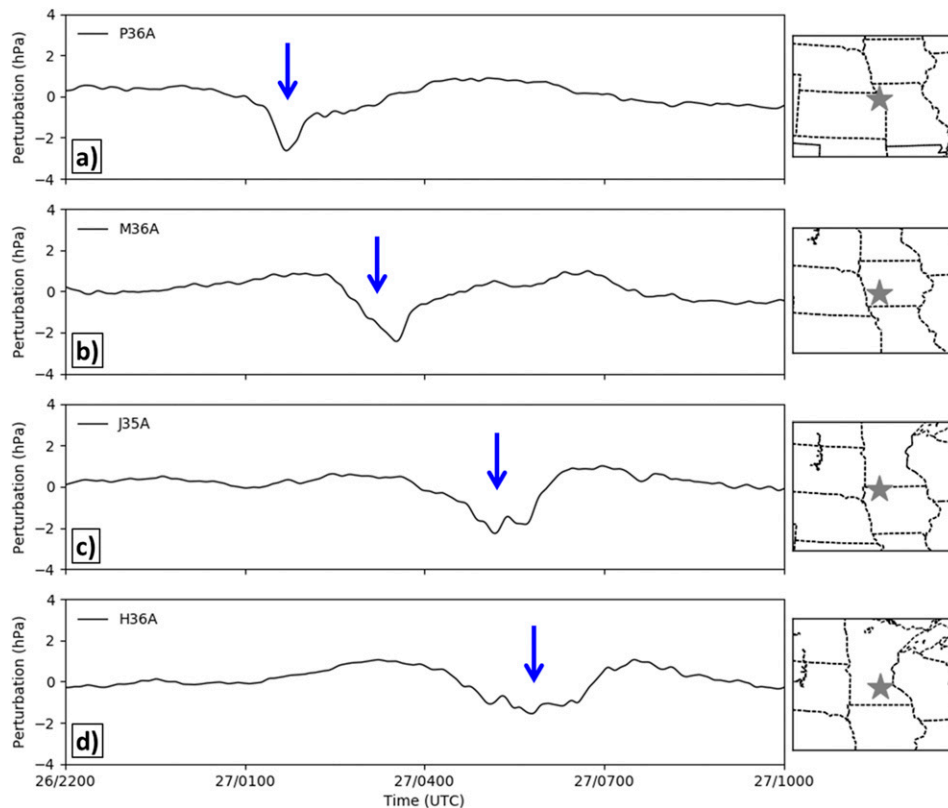 4
2
0
−2
−4
Perturbation (hPa)
P36A
a)
4
2
0
−2
−4
Perturbation (hPa)
M36A
b)
4
2
0
−2
−4
Perturbation (hPa)
J35A
c)
4
2
0
−2
−4
Perturbation (hPa)
H36A
d)
26/2200 27/0100 27/0400 27/0700 27/1000
Time (UTC)